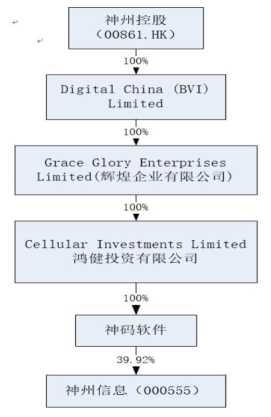 神州控股
（00861.HK）
100%
Digital China (BVI)
Limited
100%
Grace Glory Enterprises
Limited(辉煌企业有限公司)
100%
Cellular Investments Limited
鸿健投资有限公司
100%
神码软件
39.92%
神州信息（000555）